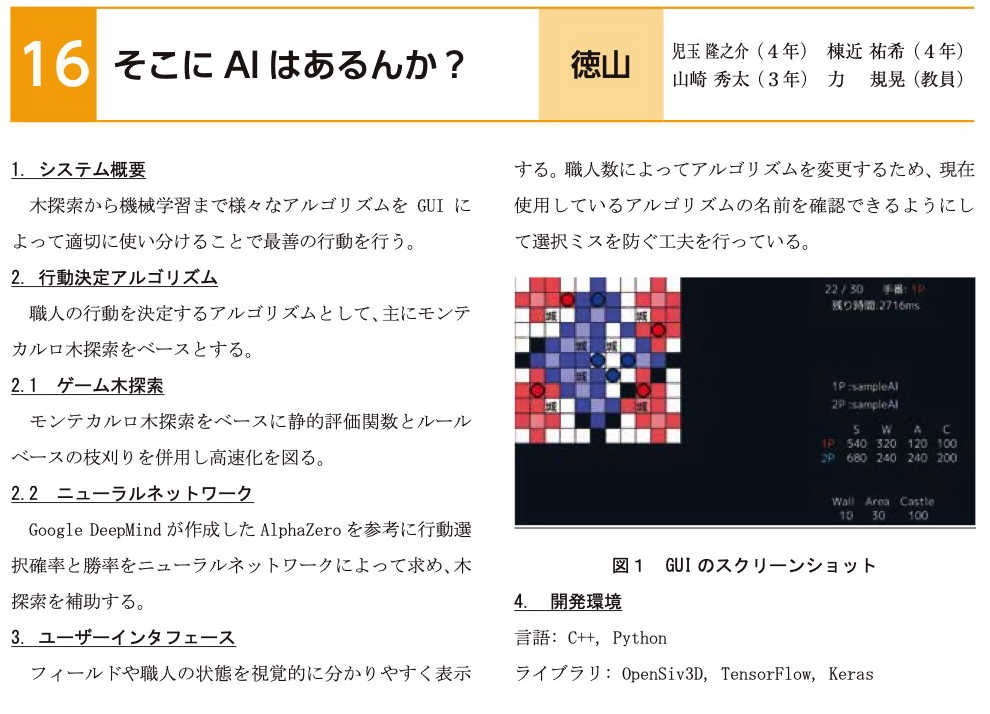 16 そこに AI はあるんか? 徳山
児玉 隆之介（４年） 棟近 祐希（４年）
山﨑 秀太（３年） 力 規晃（教員）
1. システム概要
木探索から機械学習まで様々なアルゴリズムを GUI に
よって適切に使い分けることで最善の行動を行う。
2. 行動決定アルゴリズム
職人の行動を決定するアルゴリズムとして、主にモンテ
カルロ木探索をベースとする。
2.1 ゲーム木探索
モンテカルロ木探索をベースに静的評価関数とルール
ベースの枝刈りを併用し高速化を図る。
2.2 ニューラルネットワーク
Google DeepMind が作成した AlphaZero を参考に行動選
択確率と勝率をニューラルネットワークによって求め、木
探索を補助する。
3. ユーザーインタフェース
フィールドや職人の状態を視覚的に分かりやすく表示
する。職人数によってアルゴリズムを変更するため、現在
使用しているアルゴリズムの名前を確認できるようにし
て選択ミスを防ぐ工夫を行っている。
城 城
城 城
城
城 城
22 / 30 手番: 1P
残り時間:2716ms
1P :sampleAI
2P :sampleAI
S W A C
1P 540 320 120 100
2P 680 240 240 200
Wall Area Castle
10 30 100
図１ GUI のスクリーンショット
4. 開発環境
言語: C++, Python
ライブラリ: OpenSiv3D, TensorFlow, Keras